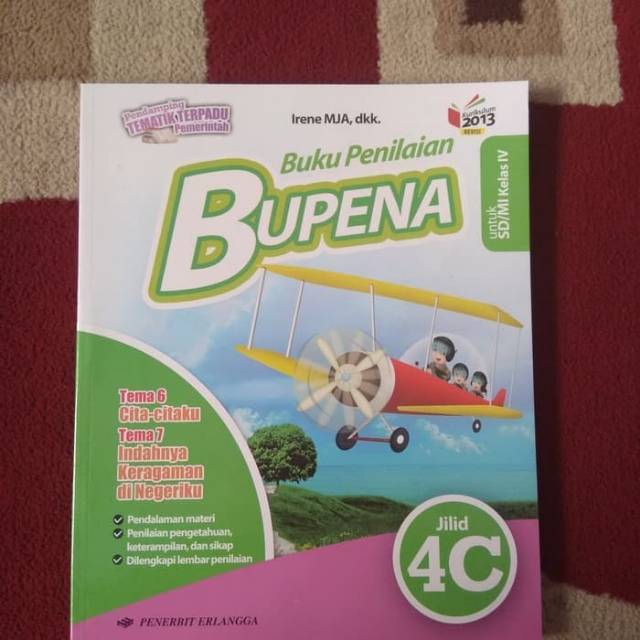 Pendamping
TEMATIK TERPADU
Pemerintah
Irene MJA, dkk.
Kurikulum
2013
REVISI
Buku Penilaian
BUPENA
untuk
SD/MI Kelas IV
Tema 6
Cita-citaku
Tema 7
Indahnya
Keragaman
di Negeriku
Pendalaman materi
Penilaian pengetahuan,
keterampilan, dan sikap
Dilengkapi lembar penilaian
Jilid
4C
PENERBIT ERLANGGA